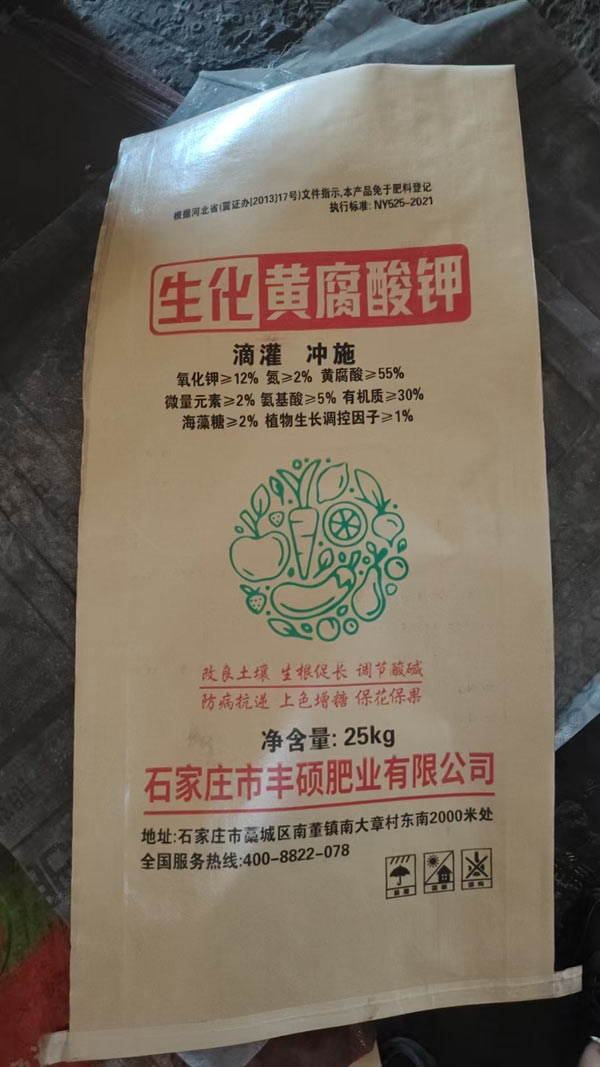 根据河北省(冀证办[2013]17号)文件指示,本产品免于肥料登记
执行标准: NY525-2021
生化黄腐酸钾
滴灌 冲施
氧化钾≥12% 氮≥2% 黄腐酸≥55%
微量元素≥2% 氨基酸≥5% 有机质≥30%
海藻糖≥2% 植物生长调控因子≥1%
改良土壤 生根促长 调节酸碱
防病抗逆 上色增糖 保花保果
净含量: 25kg
石家庄市丰硕肥业有限公司
地址:石家庄市藁城区南董镇南大章村东南2000米处
全国服务热线:400-8822-078